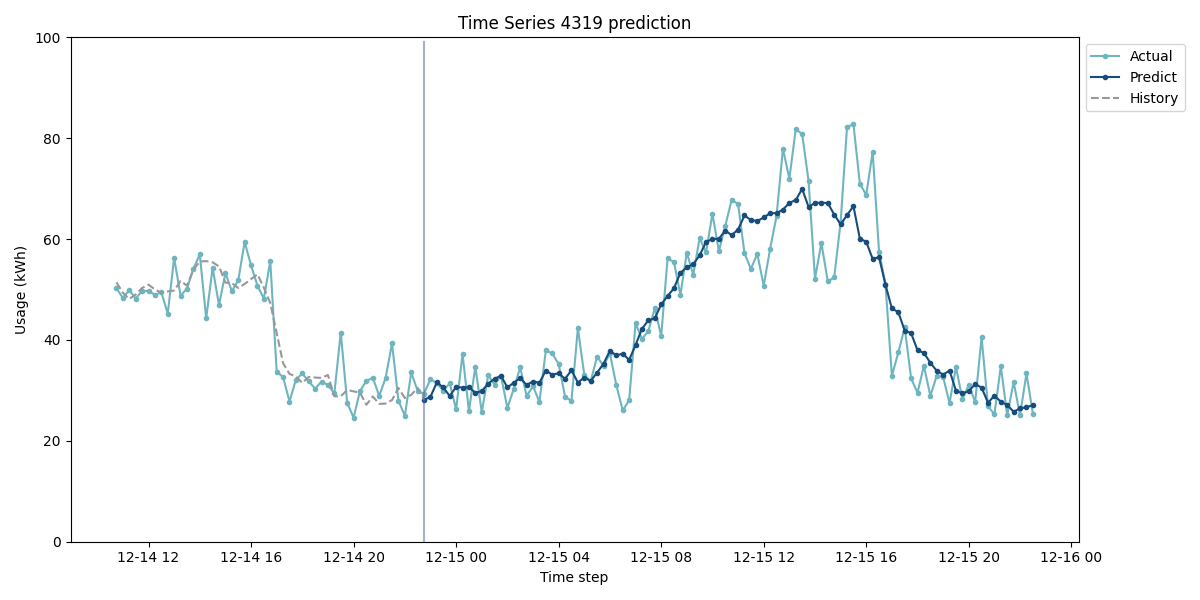 Time Series 4319 prediction
Usage (kWh)
100
80
60
40
20
0
12-14 12
12-14 16
12-14 20
12-15 00
12-15 04
12-15 08
12-15 12
12-15 16
12-15 20
12-16 00
Time step
Actual
Predict
History